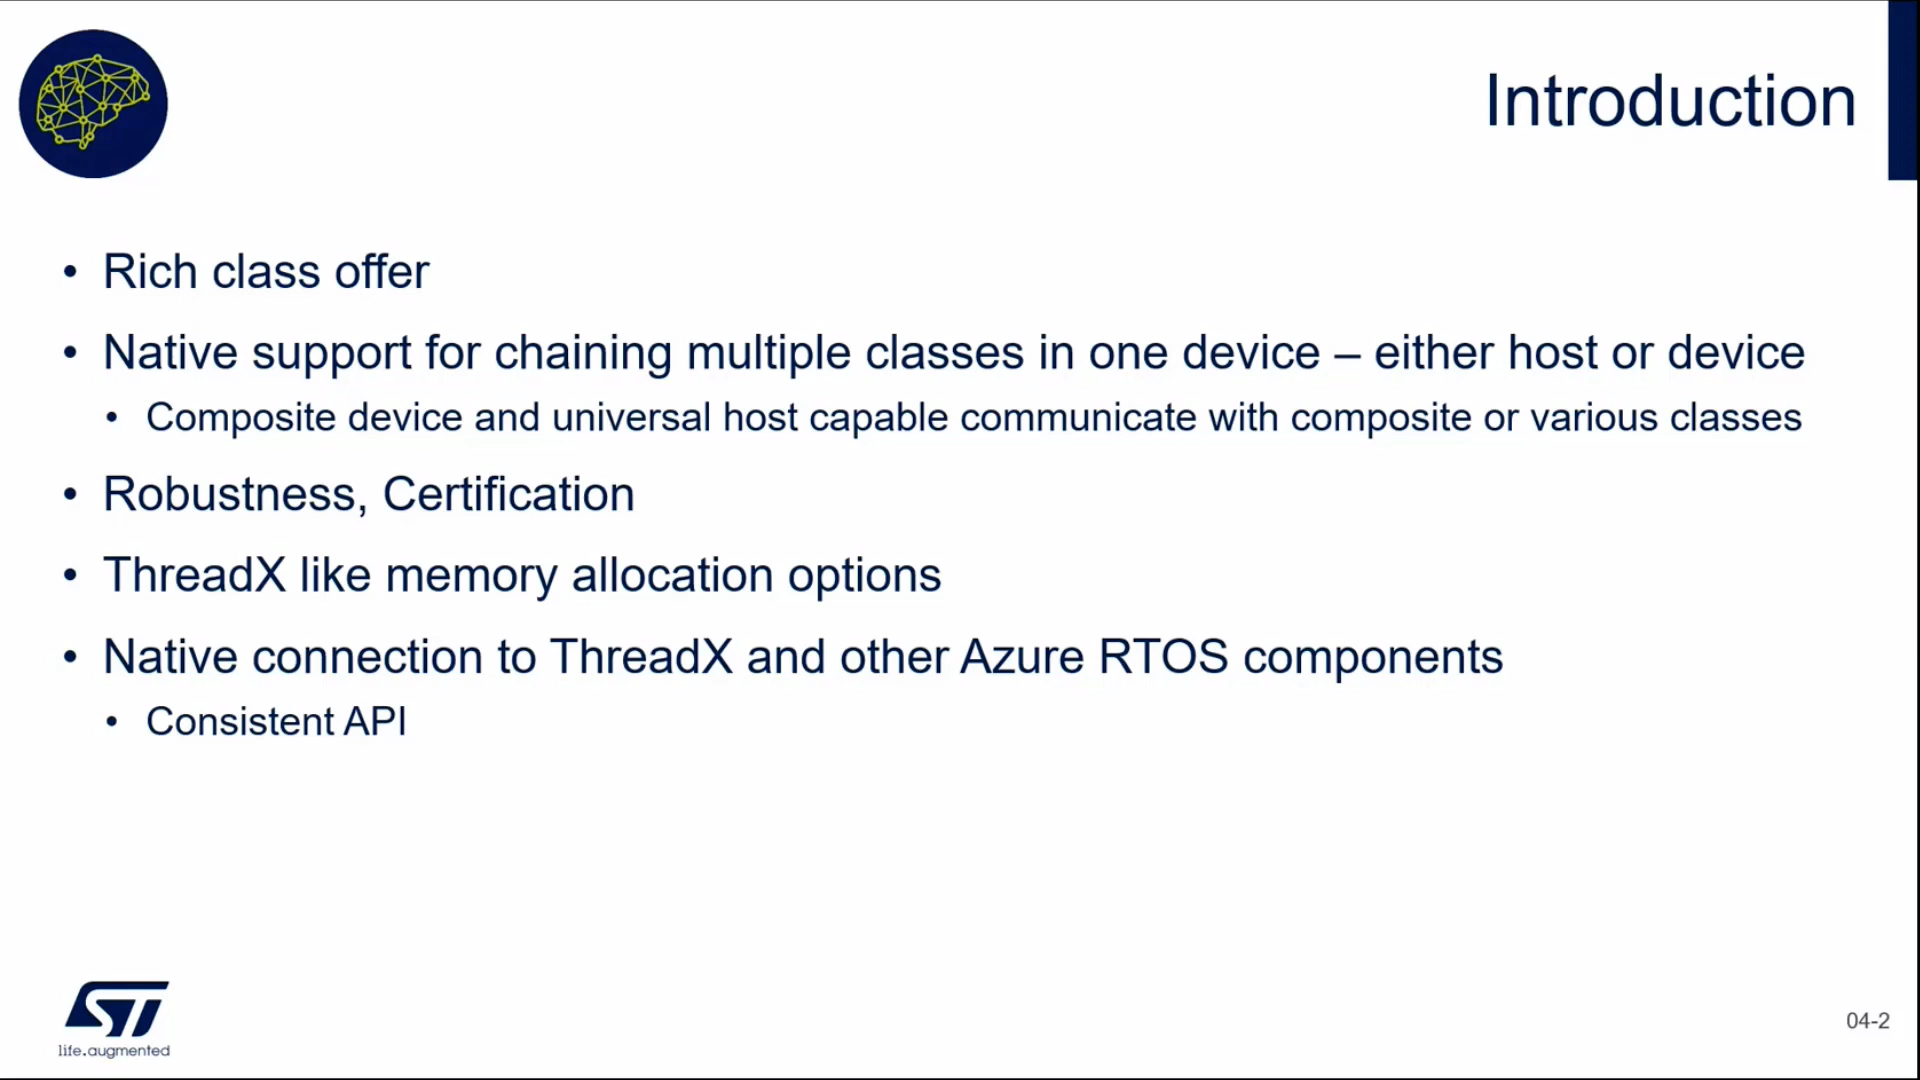 Introduction
• Rich class offer
• Native support for chaining multiple classes in one device – either host or device
• Composite device and universal host capable communicate with composite or various classes
• Robustness, Certification
• ThreadX like memory allocation options
• Native connection to ThreadX and other Azure RTOS components
• Consistent API
ST
life.augmented
04-2